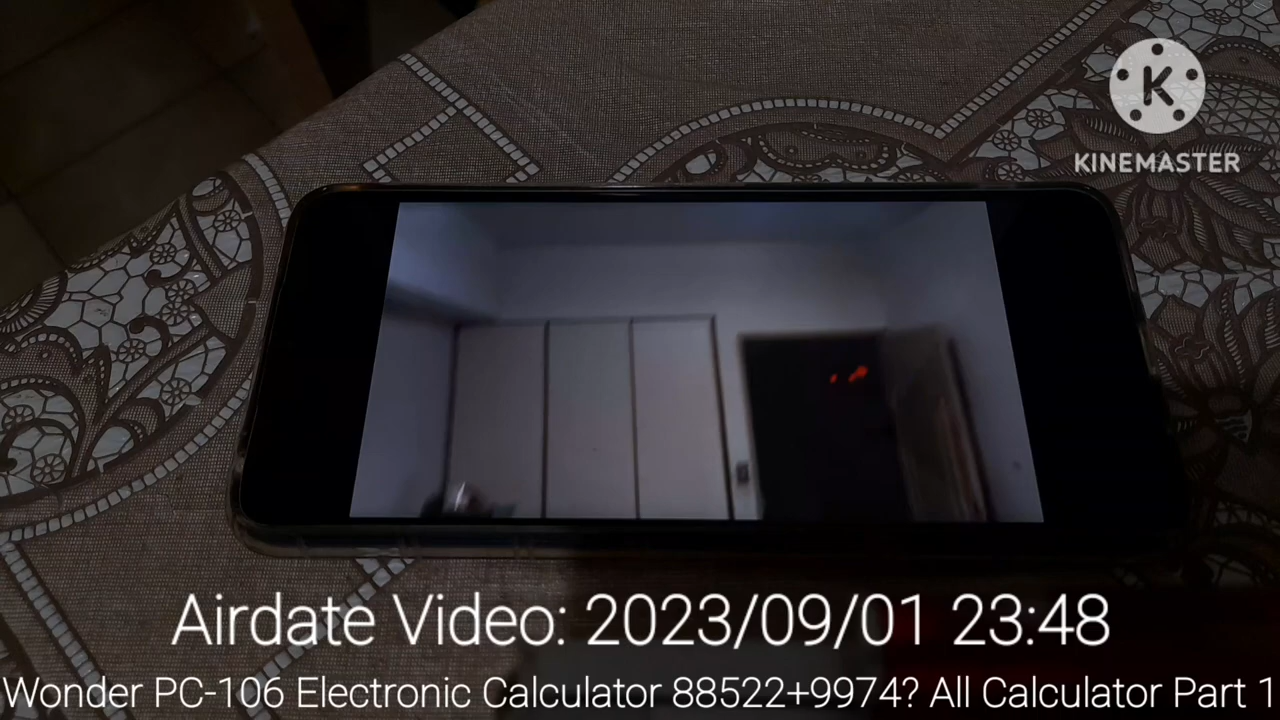 K
KINEMASTER
Airdate Video: 2023/09/01 23:48
Wonder PC-106 Electronic Calculator 88522+9974? All Calculator Part 1